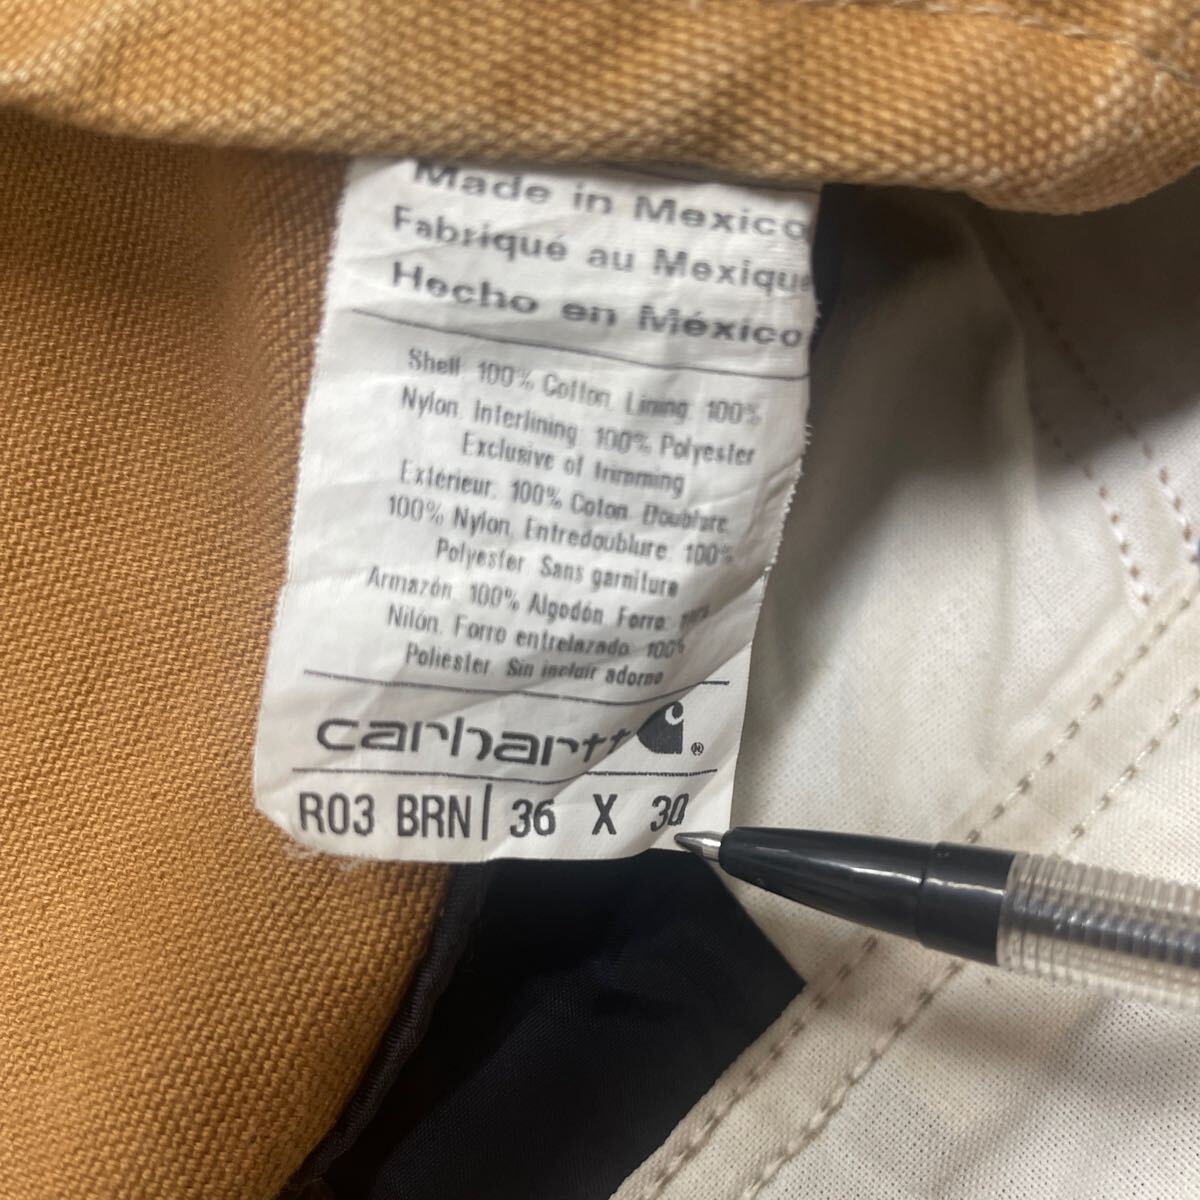 Made in Mexico
Fabriqué au Mexique
Hecho en México
Shell. 100% Cotton. Lining. 100%
Nylon. Interlining. 100% Polyester
Exclusive of trimming
Extérieur. 100% Coton. Doublure.
100% Nylon. Entredoublure. 100%
Polyester Sans garniture
Armazón. 100% Algodón Forro. 100%
Nilón. Forro entrelazado. 100%
Poliéster. Sin incluir adorno
carhartt ®
R03 BRN | 36 X 30